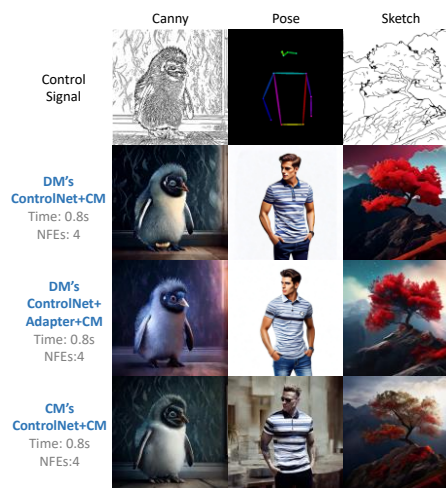 Canny Pose Sketch
Control
Signal
DM's
ControlNet+CM
Time: 0.8s
NFEs: 4
DM's
ControlNet+
Adapter+CM
Time: 0.8s
NFEs:4
CM's
ControlNet+CM
Time: 0.8s
NFEs:4